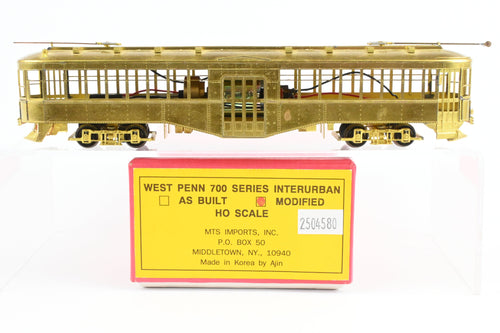 WEST PENN 700 SERIES INTERURBAN
AS BUILT MODIFIED
HO SCALE
2504580
MTS IMPORTS, INC.
P.O. BOX 50
MIDDLETOWN, NY., 10940
Made in Korea by Ajin